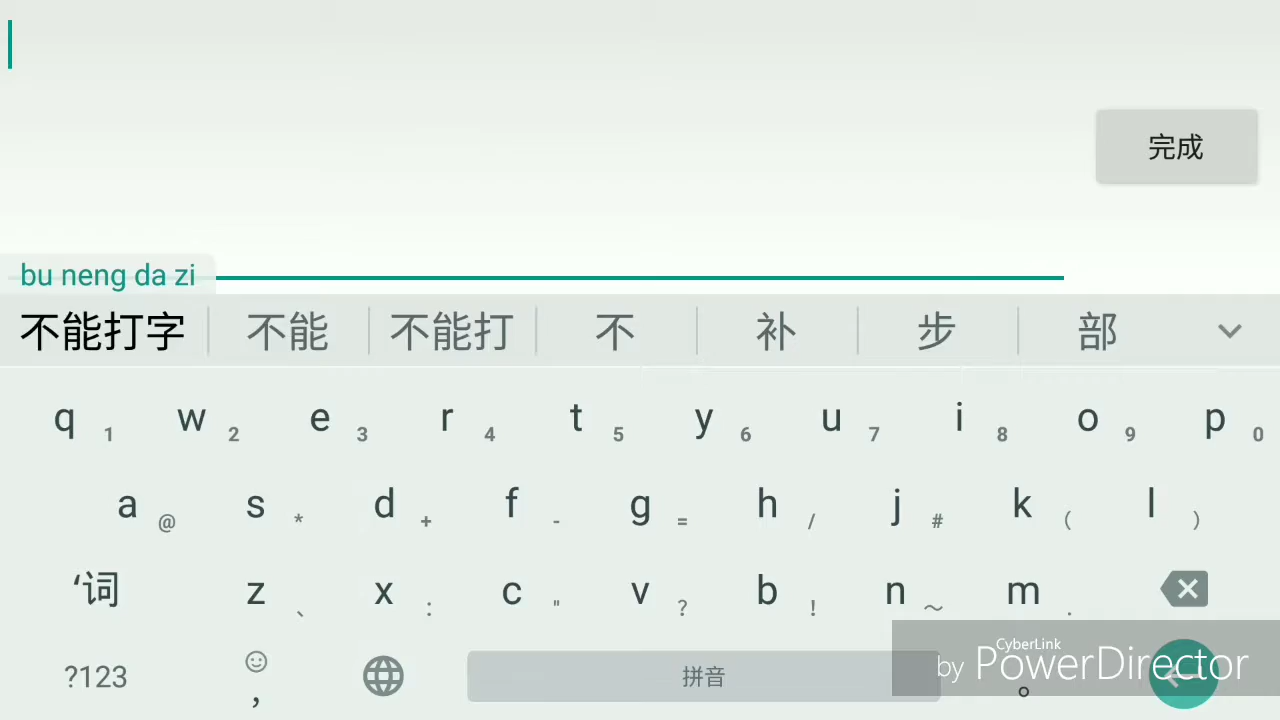 完成
bu neng da zi
不能打字 不能 不能打 不 补 步 部
q 1 w 2 e 3 r 4 t 5 y 6 u 7 i 8 o 9 p 0
a @ s * d + f - g = h / j # k ( l )
‘词 z 、 x : c " v ? b ! n ～ m .
?123 , 拼音 。
CyberLink
by PowerDirector